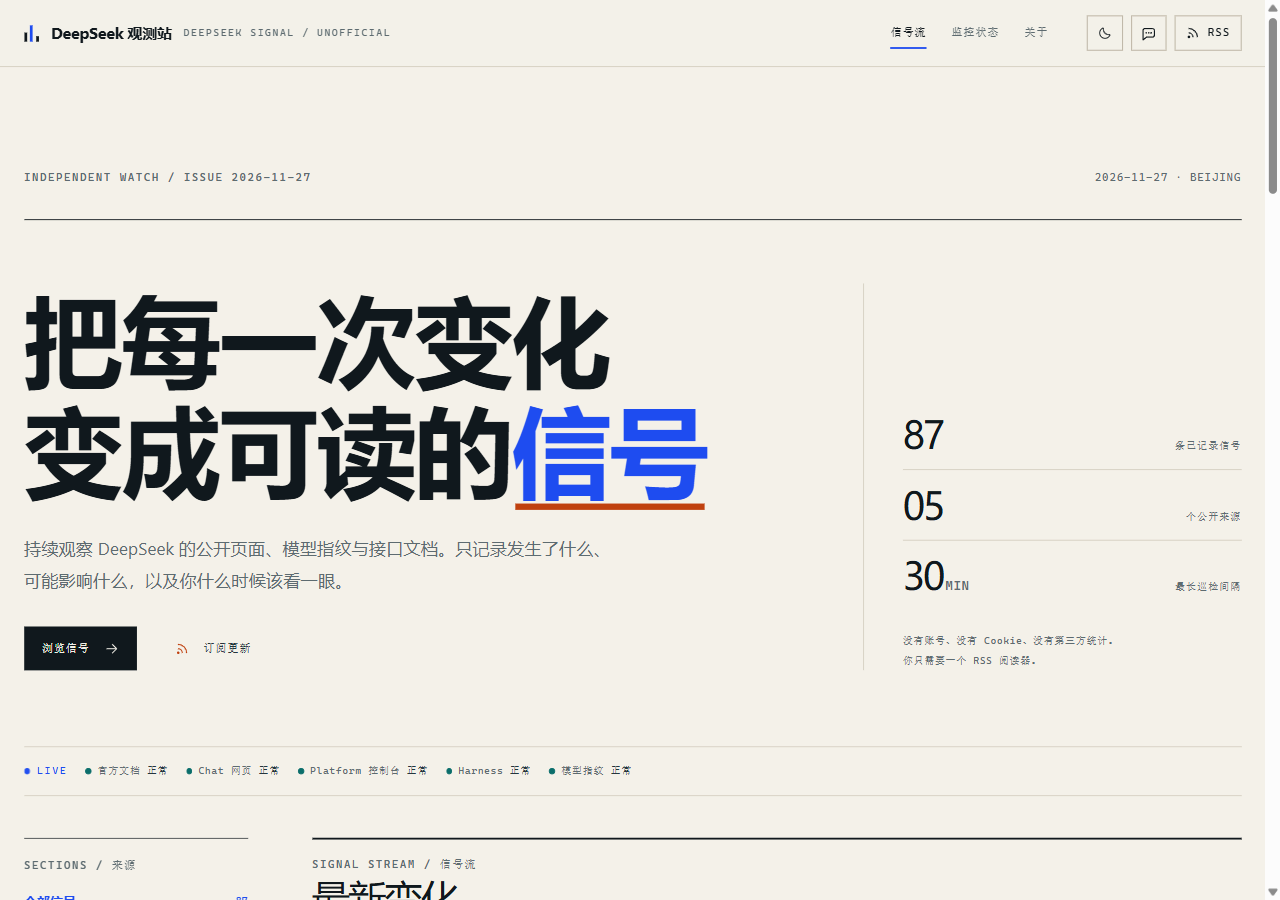 DeepSeek 观测站
DEEPSEEK SIGNAL / UNOFFICIAL
信号流
监控状态
关于
RSS
INDEPENDENT WATCH / ISSUE 2026-11-27
2026-11-27 · BEIJING
把每一次变化
变成可读的信号
持续观察 DeepSeek 的公开页面、模型指纹与接口文档。只记录发生了什么、
可能影响什么，以及你什么时候该看一眼。
浏览信号 →
订阅更新
87
条已记录信号
05
个公开来源
30MIN
最长巡检间隔
没有账号、没有 Cookie、没有第三方统计。
你只需要一个 RSS 阅读器。
LIVE 官方文档 正常 Chat 网页 正常 Platform 控制台 正常 Harness 正常 模型指纹 正常
SECTIONS / 来源
全部信号 87
SIGNAL STREAM / 信号流
最新变化